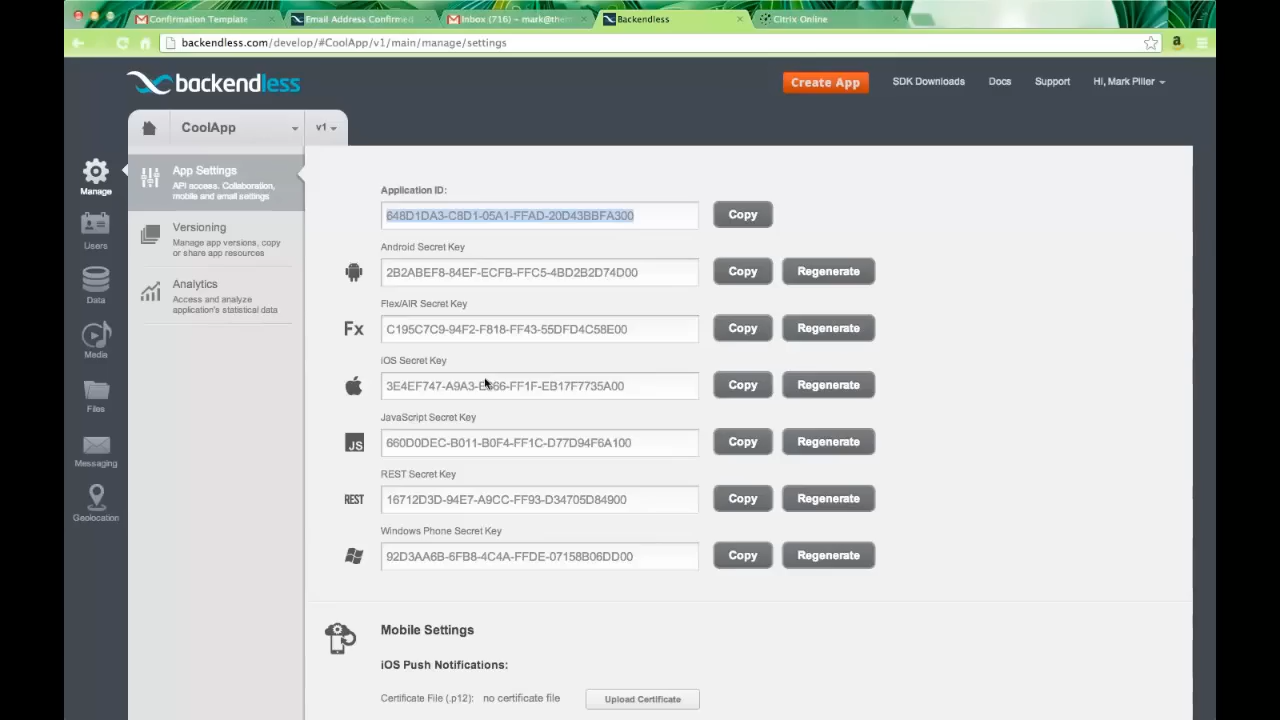 Confirmation Template
Email Address Confirmed
Inbox (716) – mark@them
Backendless
Citrix Online
backendless.com/develop/#CoolApp/v1/main/manage/settings
backendless
Create App
SDK Downloads
Docs
Support
Hi, Mark Piller
CoolApp
v1
Manage
Users
Data
Media
Files
Messaging
Geolocation
App Settings
API access. Collaboration,
mobile and email settings
Versioning
Manage app versions, copy
or share app resources
Analytics
Access and analyze
application's statistical data
Application ID:
648D1DA3-C8D1-05A1-FFAD-20D43BBFA300 Copy
Android Secret Key
2B2ABEF8-84EF-ECFB-FFC5-4BD2B2D74D00 Copy Regenerate
Flex/AIR Secret Key
Fx C195C7C9-94F2-F818-FF43-55DFD4C58E00 Copy Regenerate
iOS Secret Key
3E4EF747-A9A3- 66-FF1F-EB17F7735A00 Copy Regenerate
JavaScript Secret Key
JS 660D0DEC-B011-B0F4-FF1C-D77D94F6A100 Copy Regenerate
REST Secret Key
REST 16712D3D-94E7-A9CC-FF93-D34705D84900 Copy Regenerate
Windows Phone Secret Key
92D3AA6B-6FB8-4C4A-FFDE-07158B06DD00 Copy Regenerate
Mobile Settings
iOS Push Notifications:
Certificate File (.p12): no certificate file Upload Certificate